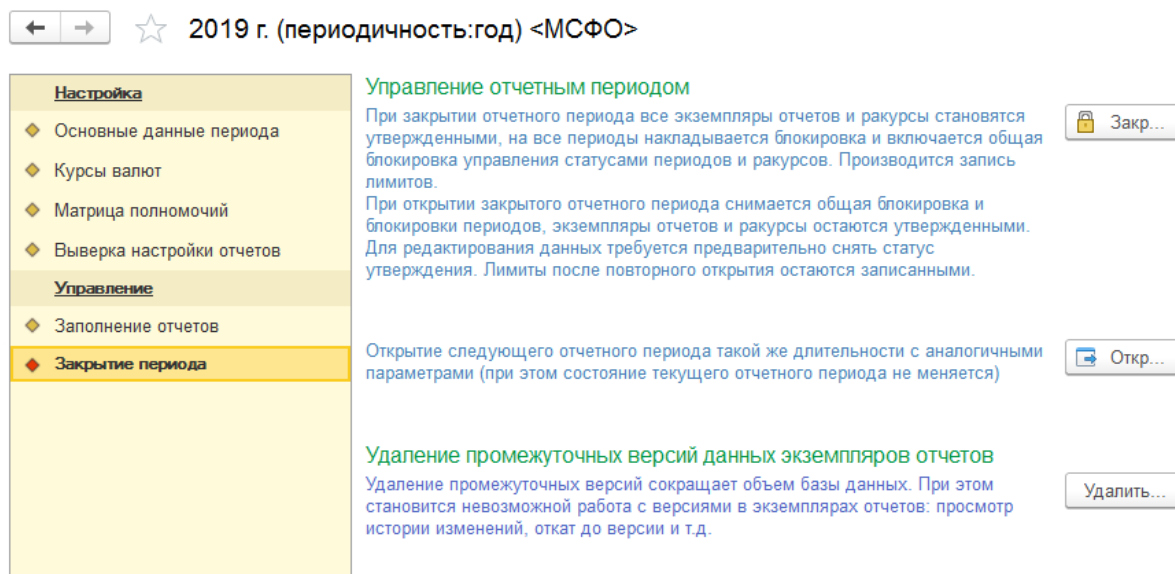 2019 г. (периодичность:год) <МСФО>
Настройка
Основные данные периода
Курсы валют
Матрица полномочий
Выверка настройки отчетов
Управление
Заполнение отчетов
Закрытие периода
Управление отчетным периодом
При закрытии отчетного периода все экземпляры отчетов и ракурсы становятся
утвержденными, на все периоды накладывается блокировка и включается общая
блокировка управления статусами периодов и ракурсов. Производится запись
лимитов.
При открытии закрытого отчетного периода снимается общая блокировка и
блокировки периодов, экземпляры отчетов и ракурсы остаются утвержденными.
Для редактирования данных требуется предварительно снять статус
утверждения. Лимиты после повторного открытия остаются записанными.
Закр...
Открытие следующего отчетного периода такой же длительности с аналогичными
параметрами (при этом состояние текущего отчетного периода не меняется)
Откр...
Удаление промежуточных версий данных экземпляров отчетов
Удаление промежуточных версий сокращает объем базы данных. При этом
становится невозможной работа с версиями в экземплярах отчетов: просмотр
истории изменений, откат до версии и т.д.
Удалить...